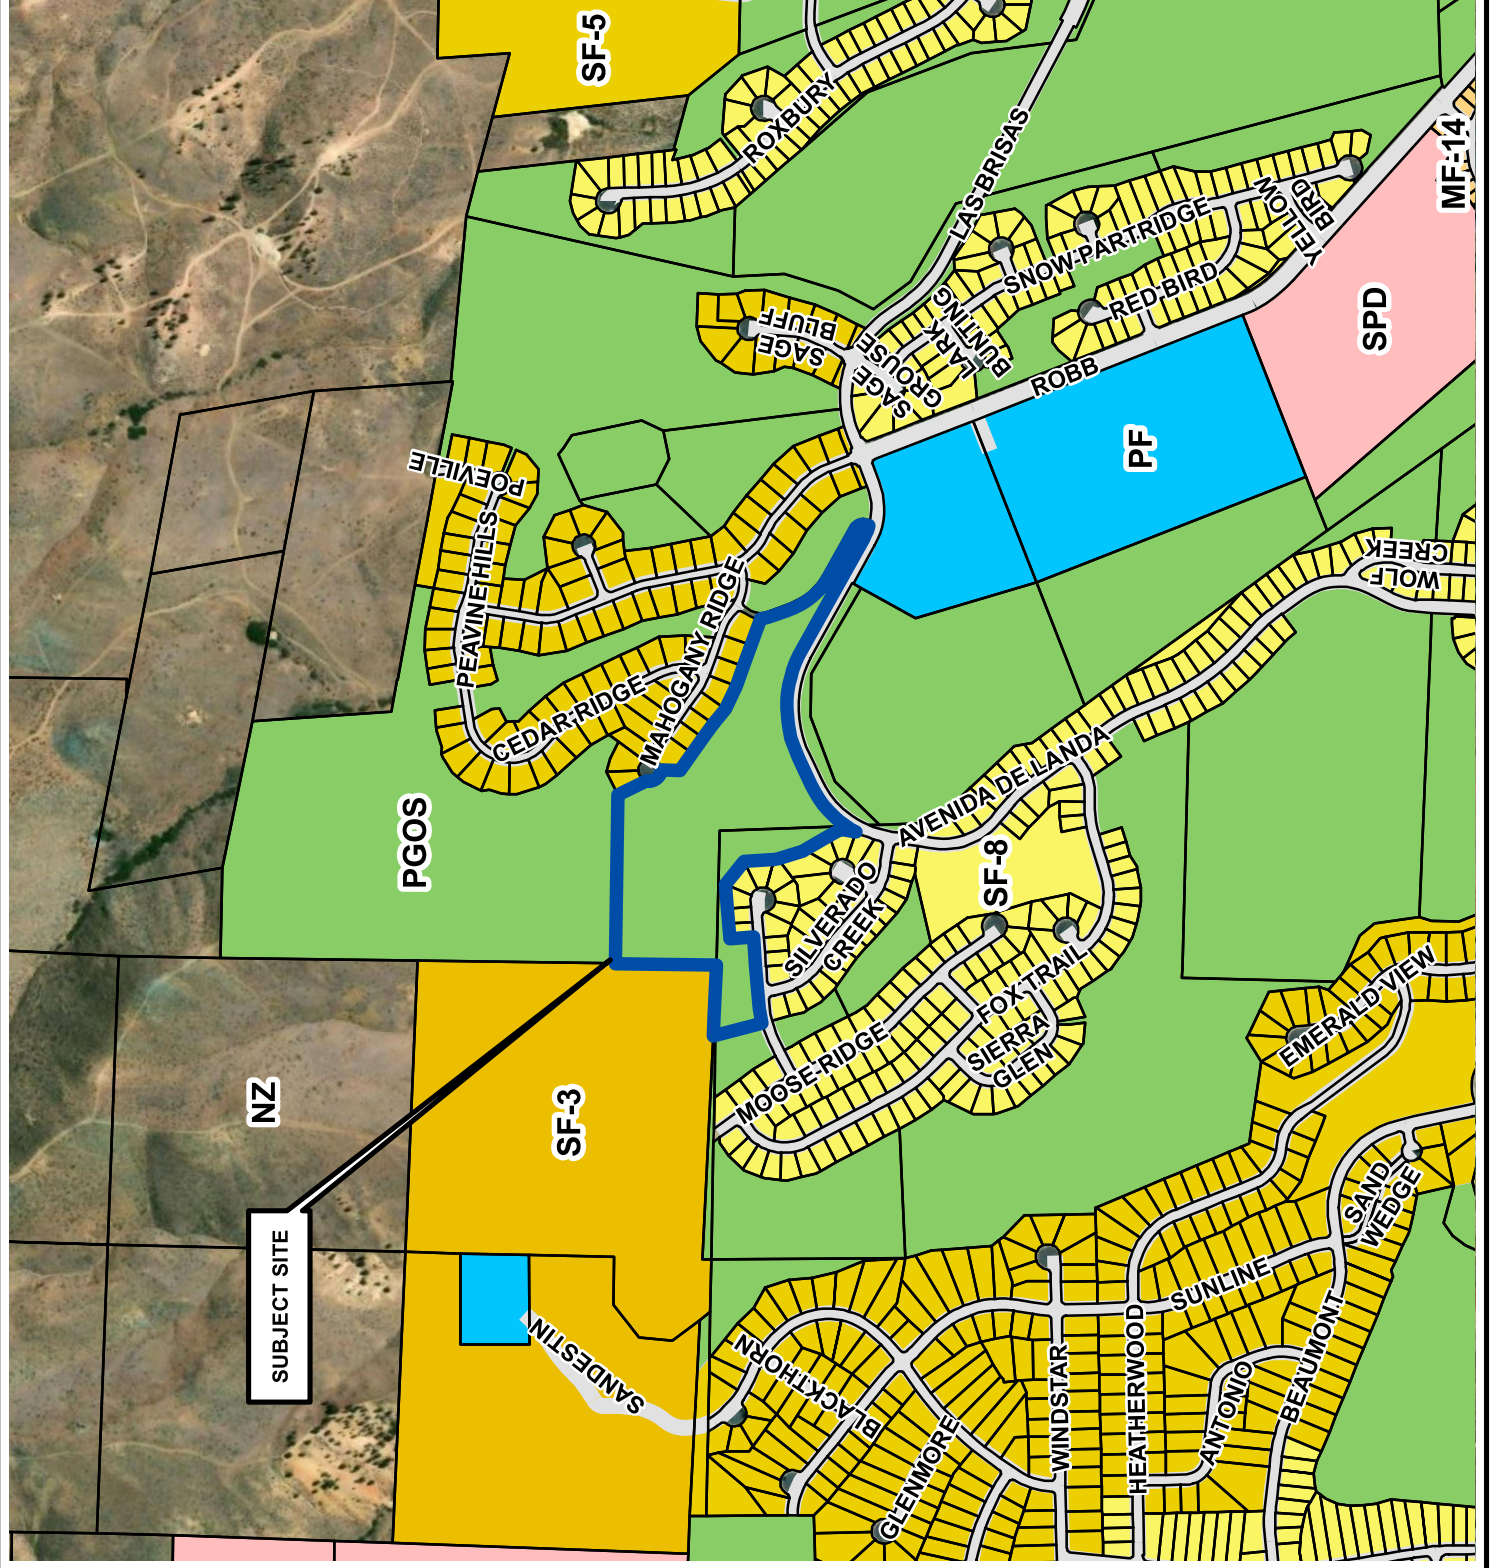 SF-5
ROXBURY
LAS BRISAS
MF-14
YELLOW
BIRD
SNOW PARTRIDGE
RED BIRD
LARK
BUNTING
SAGE
BLUFF
SAGE
GROUSE
ROBB
SPD
PF
POEVILLE
PEAVINE HILLS
MAHOGANY RIDGE
CEDAR RIDGE
WOLF
CREEK
PGOS
AVENIDA DE LANDA
SF-8
SILVERADO
CREEK
FOX TRAIL
SIERRA
GLEN
MOOSE RIDGE
EMERALD VIEW
NZ
SF-3
SUBJECT SITE
SAND
WEDGE
SUNLINE
SANDESTIN
BLACKTHORN
GLENMORE
WINDSTAR
HEATHERWOOD
ANTONIO
BEAUMONT